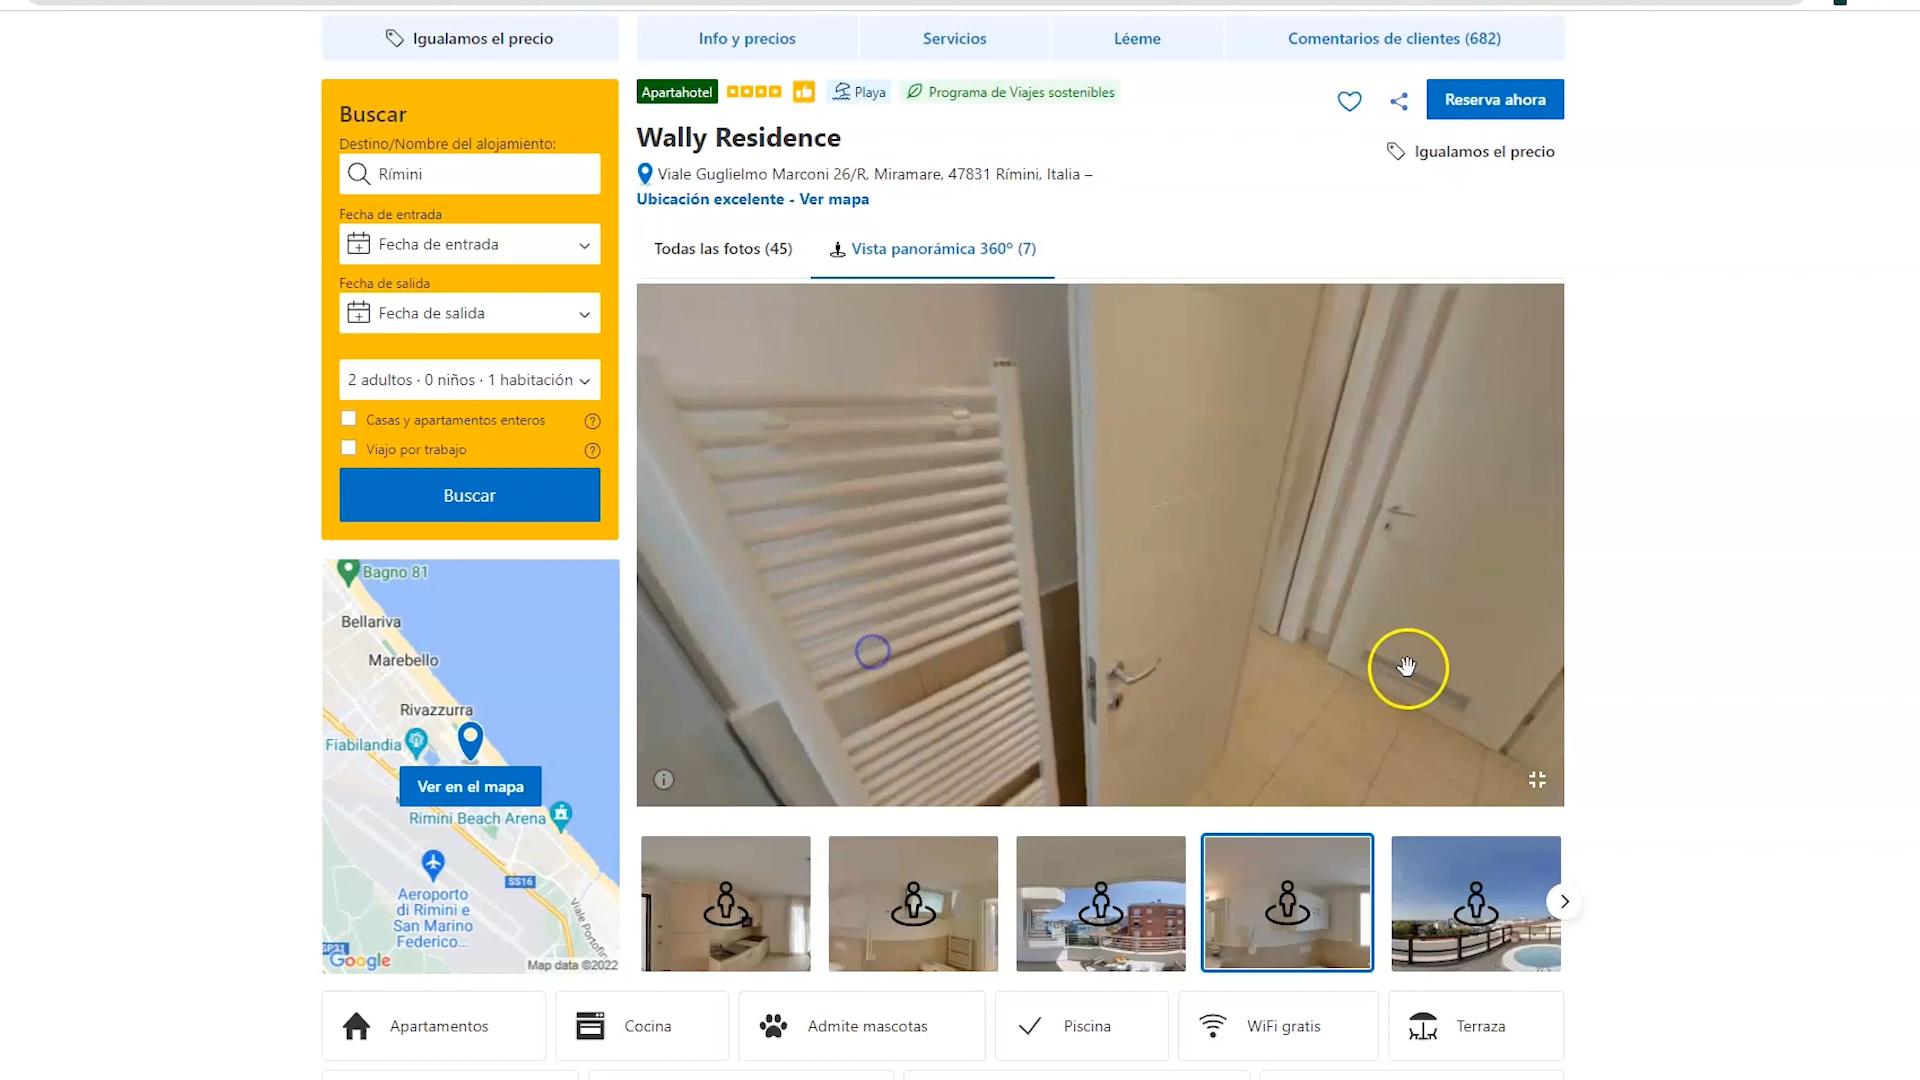 Igualamos el precio
Info y precios
Servicios
Léeme
Comentarios de clientes (682)
Buscar
Destino/Nombre del alojamiento:
Rímini
Fecha de entrada
Fecha de entrada
Fecha de salida
Fecha de salida
2 adultos · 0 niños · 1 habitación
Casas y apartamentos enteros
Viajo por trabajo
Buscar
Apartahotel
Playa
Programa de Viajes sostenibles
Reserva ahora
Wally Residence
Igualamos el precio
Viale Guglielmo Marconi 26/R, Miramare, 47831 Rímini, Italia –
Ubicación excelente - Ver mapa
Todas las fotos (45)
Vista panorámica 360º (7)
Bagno 81
Bellariva
Marebello
Rivazzurra
Fiabilandia
Ver en el mapa
Rimini Beach Arena
SS16
Aeroporto
di Rimini e
San Marino
Federico...
Viale Portofino
SP31
Google
Map data ©2022
Apartamentos
Cocina
Admite mascotas
Piscina
WiFi gratis
Terraza